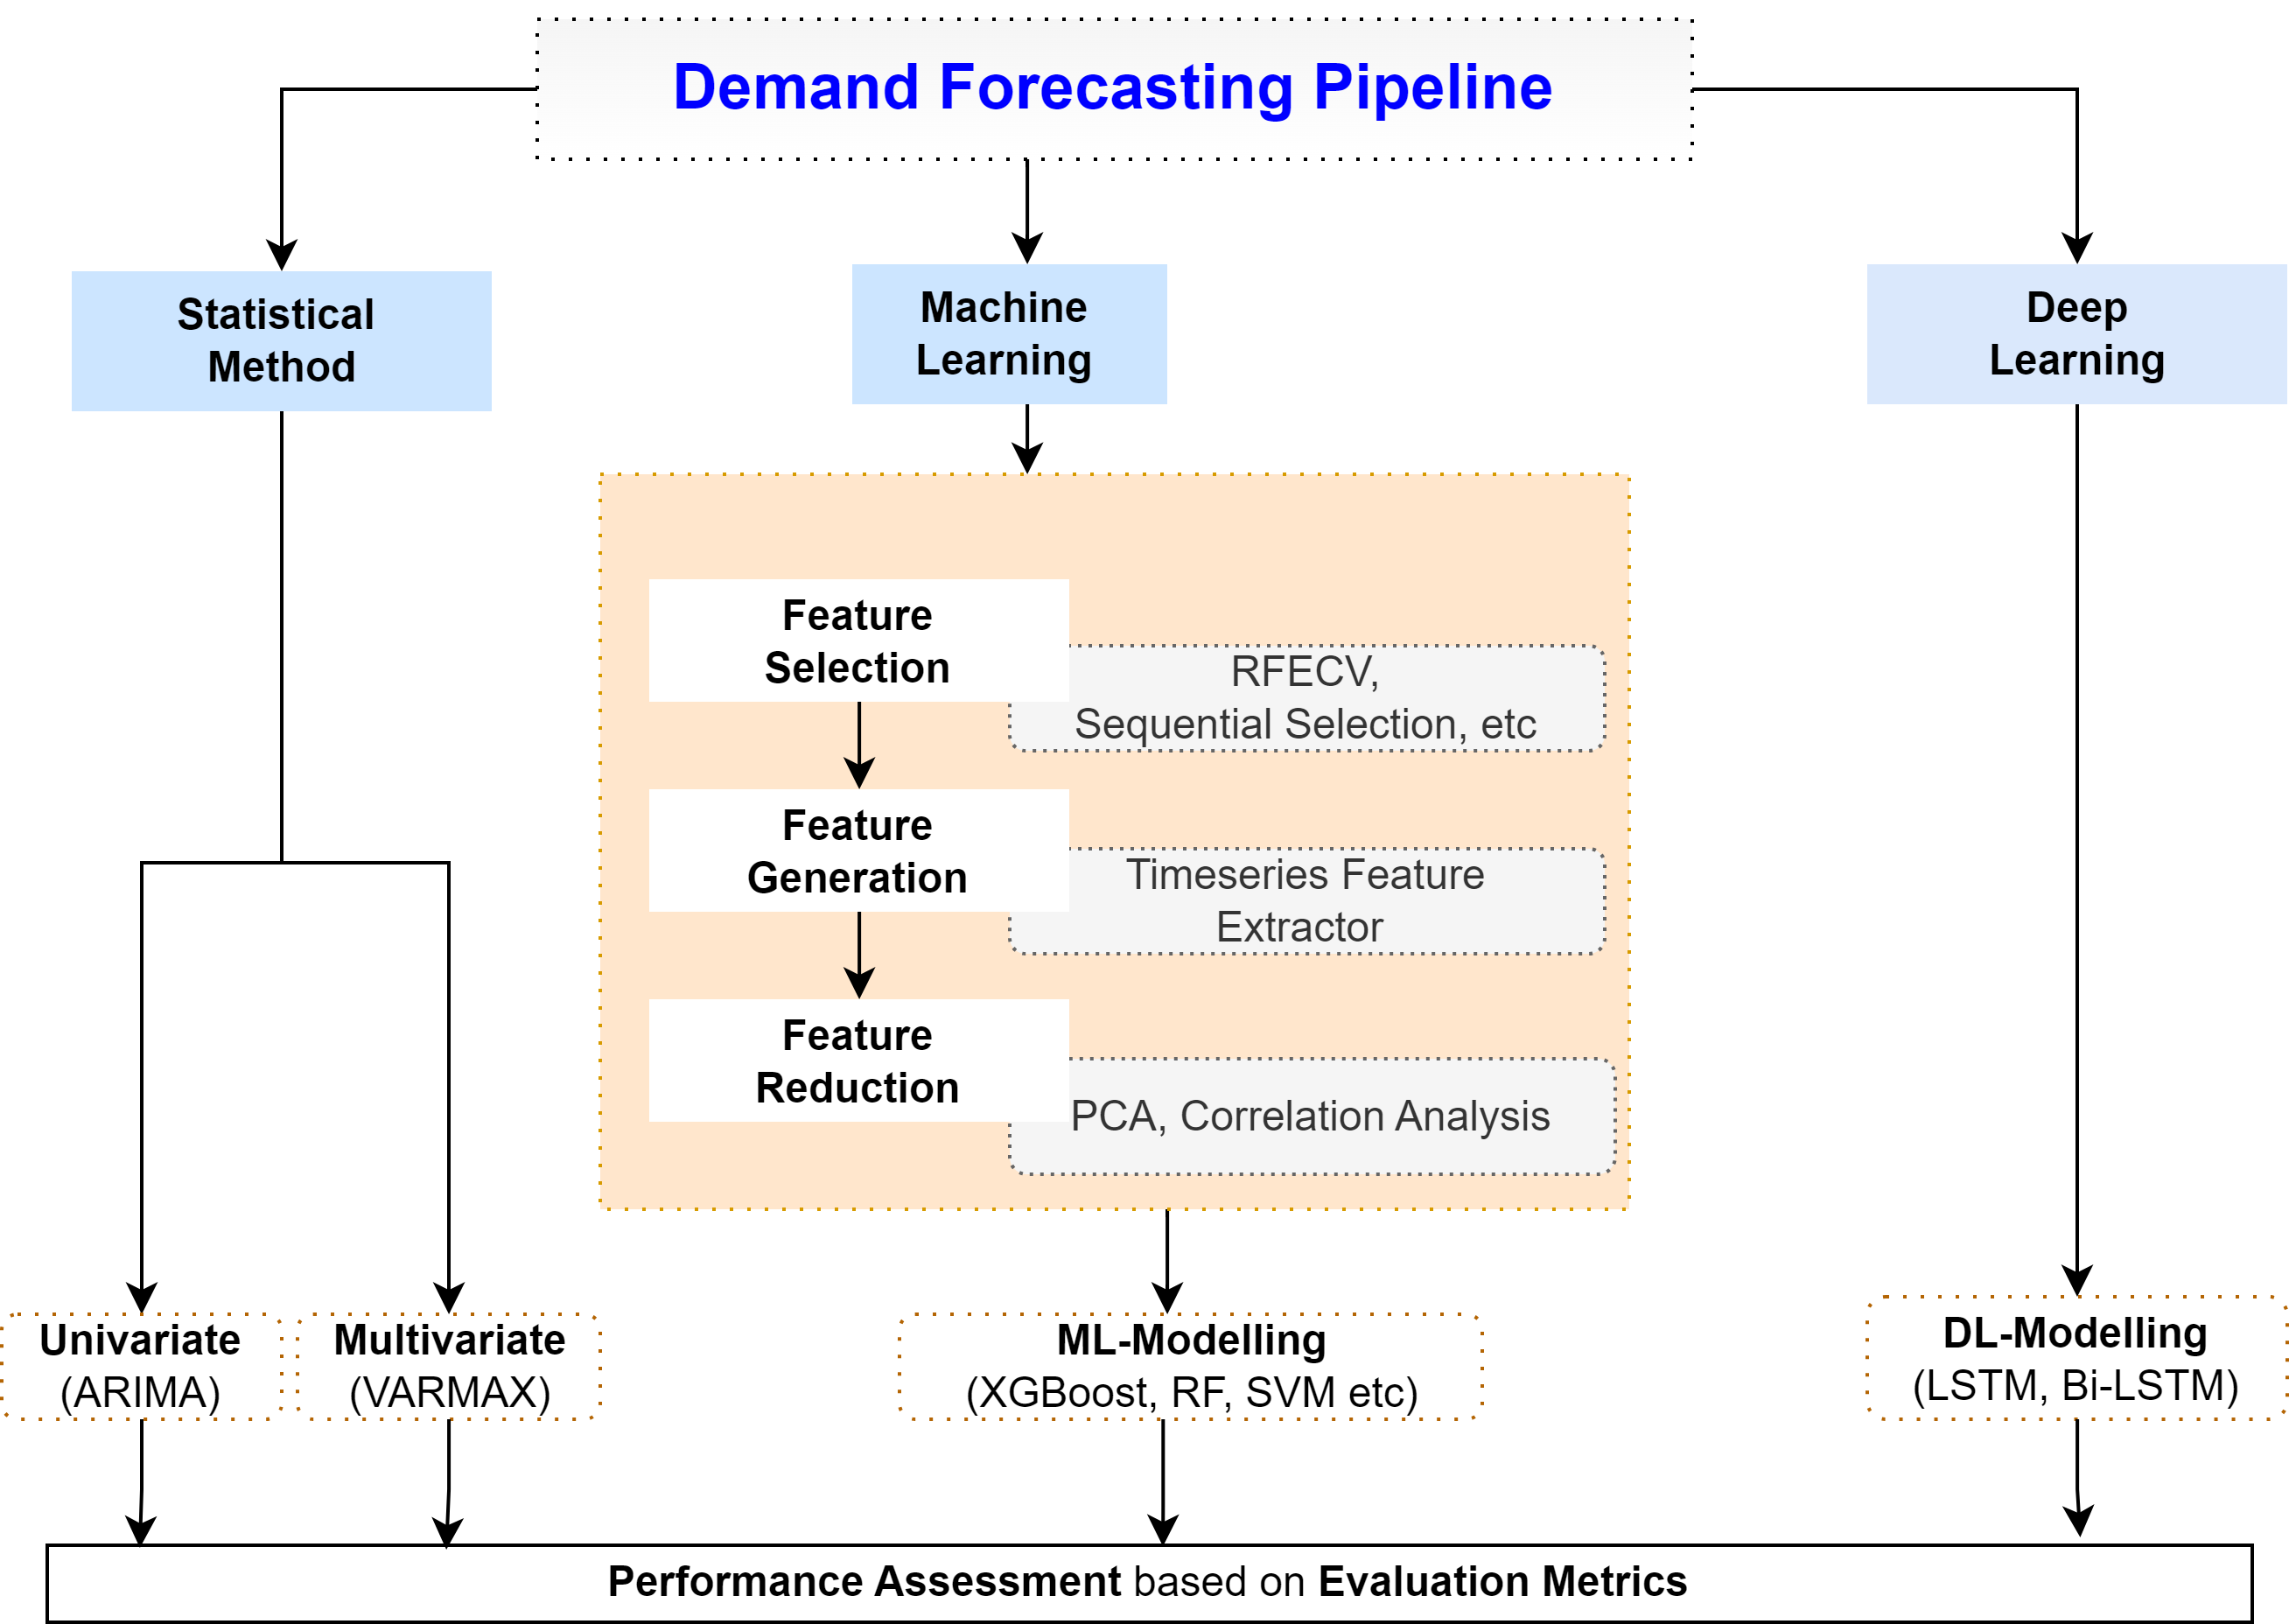 Demand Forecasting Pipeline
Statistical
Method
Machine
Learning
Deep
Learning
Feature
Selection
RFECV,
Sequential Selection, etc
Feature
Generation
Timeseries Feature
Extractor
Feature
Reduction
PCA, Correlation Analysis
Univariate
(ARIMA)
Multivariate
(VARMAX)
ML-Modelling
(XGBoost, RF, SVM etc)
DL-Modelling
(LSTM, Bi-LSTM)
Performance Assessment based on Evaluation Metrics